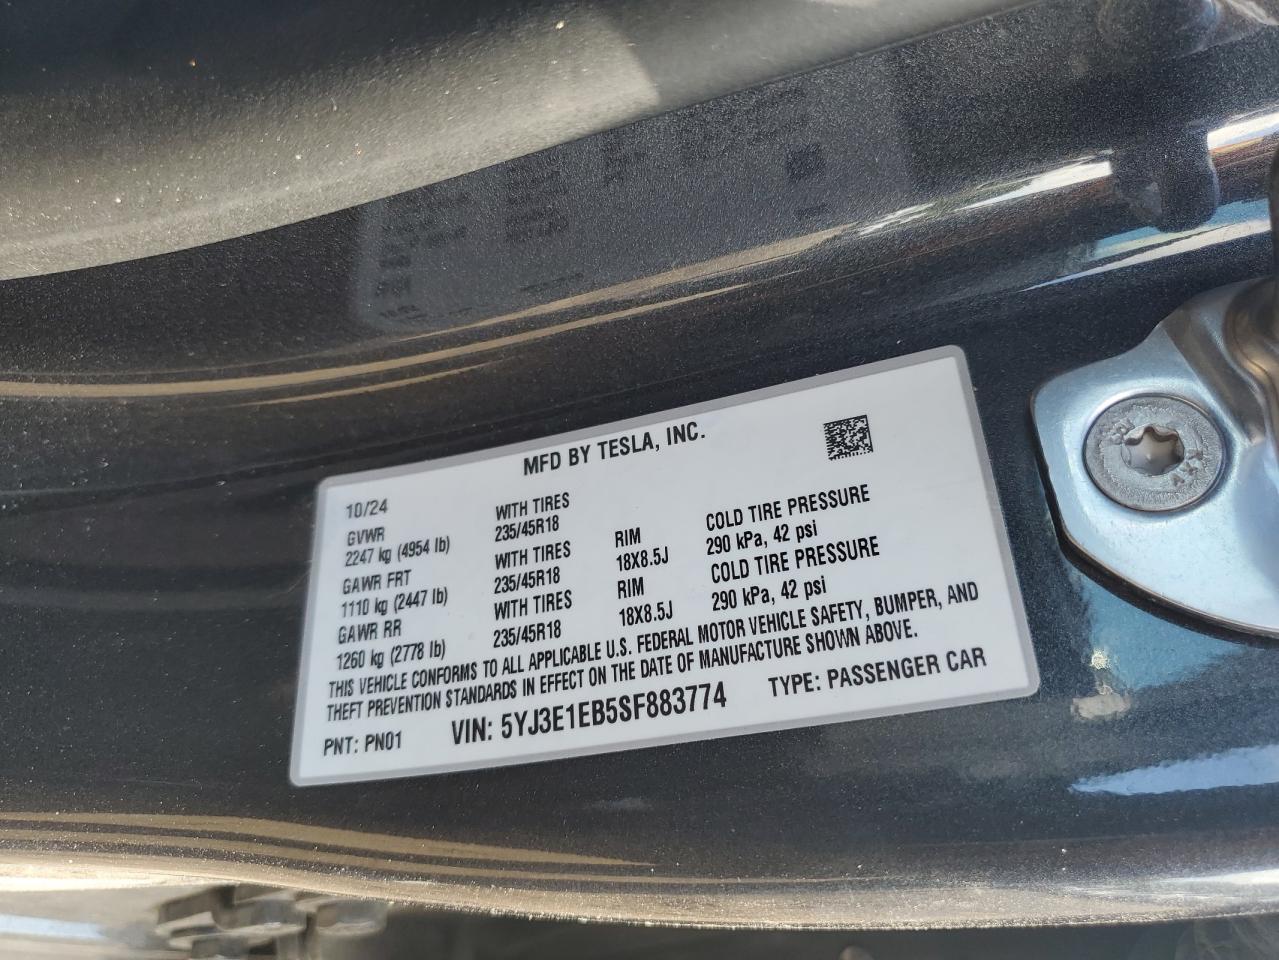 MFD BY TESLA, INC.
10/24
GVWR WITH TIRES
2247 kg (4954 lb) 235/45R18 RIM COLD TIRE PRESSURE
GAWR FRT WITH TIRES 18X8.5J 290 kPa, 42 psi
1110 kg (2447 lb) 235/45R18 RIM COLD TIRE PRESSURE
GAWR RR WITH TIRES 18X8.5J 290 kPa, 42 psi
1260 kg (2778 lb) 235/45R18
THIS VEHICLE CONFORMS TO ALL APPLICABLE U.S. FEDERAL MOTOR VEHICLE SAFETY, BUMPER, AND
THEFT PREVENTION STANDARDS IN EFFECT ON THE DATE OF MANUFACTURE SHOWN ABOVE.
PNT: PN01 VIN: 5YJ3E1EB5SF883774 TYPE: PASSENGER CAR